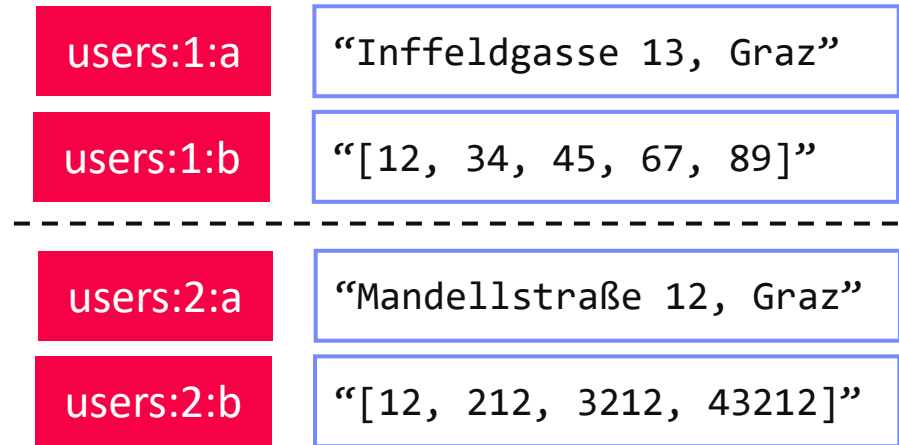 users:1:a “Inffeldgasse 13, Graz”
users:1:b “[12, 34, 45, 67, 89]”
users:2:a “Mandellstraße 12, Graz”
users:2:b “[12, 212, 3212, 43212]”